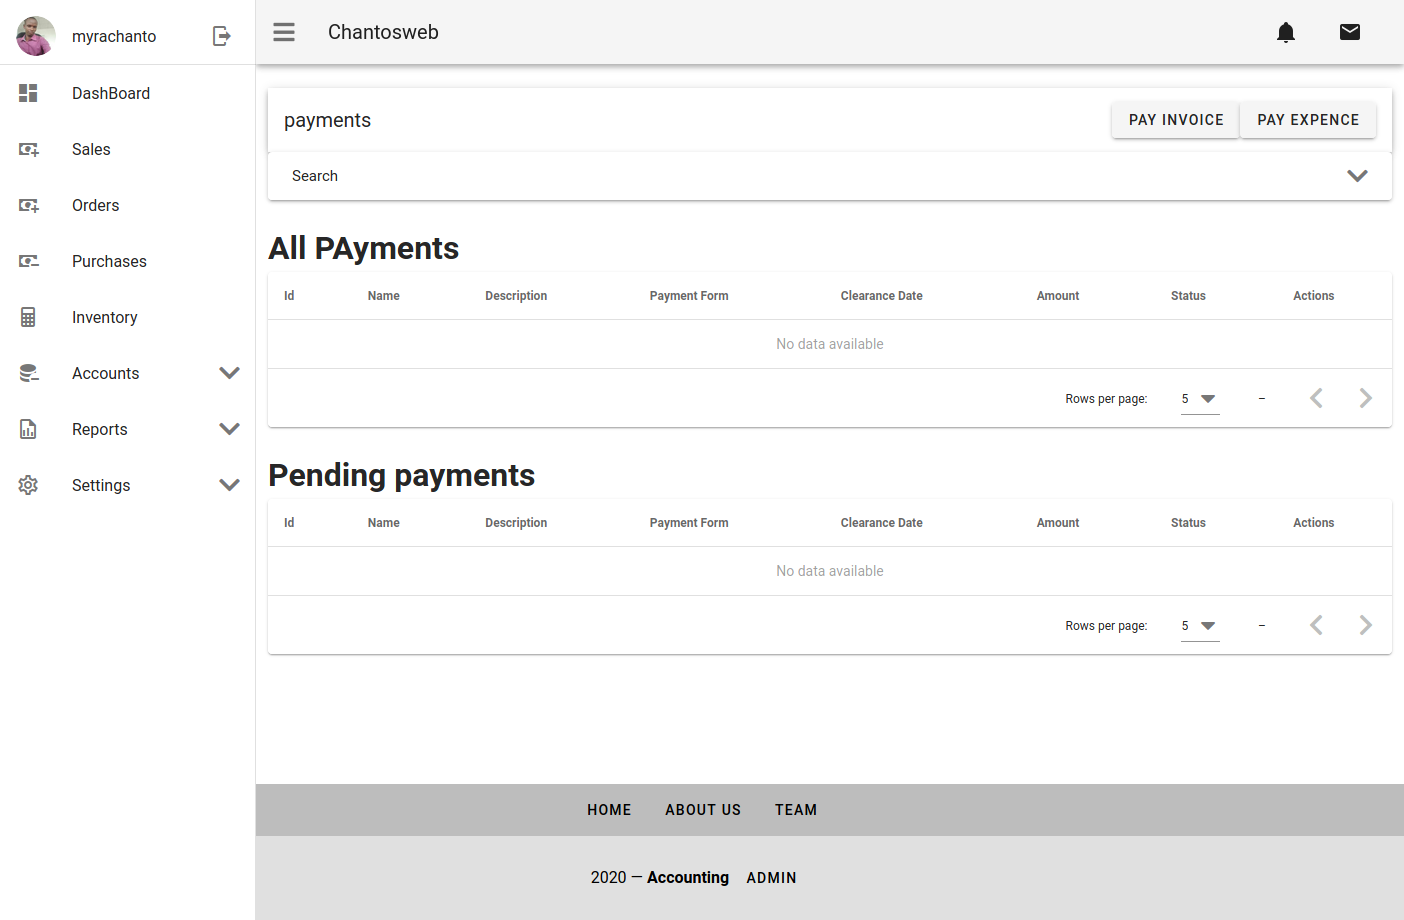 myrachanto
Chantosweb
DashBoard
Sales
Orders
Purchases
Inventory
Accounts
Reports
Settings
payments
PAY INVOICE PAY EXPENCE
Search
All PAyments
Id Name Description Payment Form Clearance Date Amount Status Actions
No data available
Rows per page: 5 –
Pending payments
Id Name Description Payment Form Clearance Date Amount Status Actions
No data available
Rows per page: 5 –
HOME ABOUT US TEAM
2020 — Accounting ADMIN